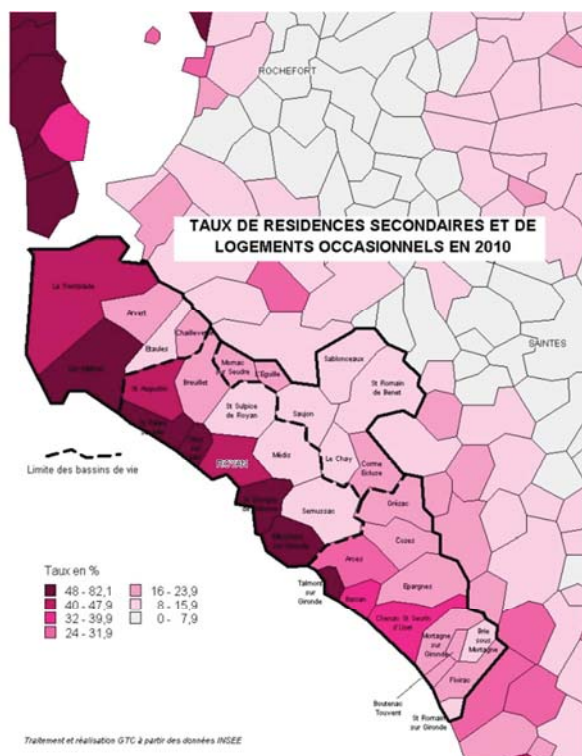 ROCHEFORT
TAUX DE RESIDENCES SECONDAIRES ET DE
LOGEMENTS OCCASIONNELS EN 2010
La Tremblade
Arvert
Chaillevette
Etaules
Mornac
sur Seudre
L'Eguille
Sablonceaux
SAINTES
St Augustin
Breuillet
St Romain
de Benet
St Sulpice
de Royan
Saujon
Limite des bassins de vie
ROYAN
Médis
Le Chay
Corme
Ecluse
Semussac
Grézac
Cozes
Arces
Epargnes
Talmont
sur
Gironde
Barzan
Chenac St Seurin
d'Uzet
Mortagne
sur
Gironde
Brie
sous
Mortagne
Floirac
Boutenac
Touvent
St Romain
sur Gironde
Taux en %
48 - 82,1
40 - 47,9
32 - 39,9
24 - 31,9
16 - 23,9
8 - 15,9
0 - 7,9
Traitement et réalisation GTC à partir des données INSEE